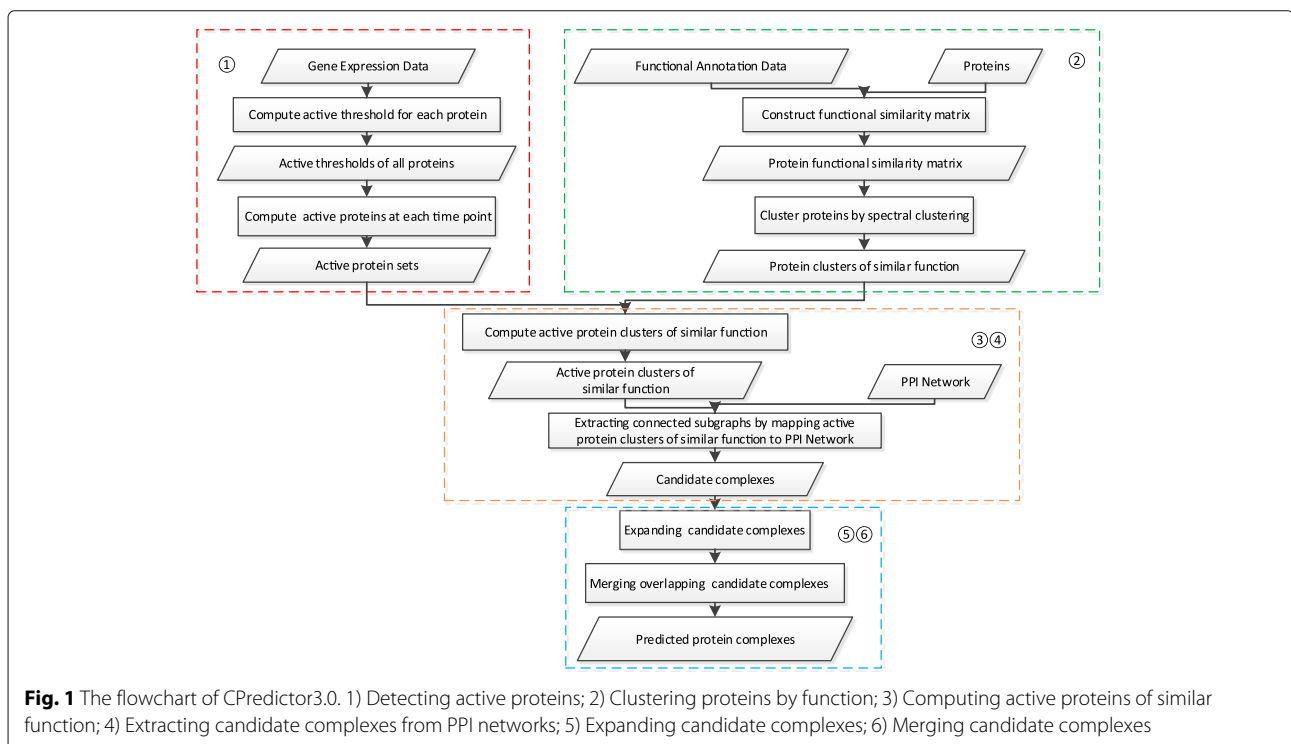 ①
Gene Expression Data
Compute active threshold for each protein
Active thresholds of all proteins
Compute active proteins at each time point
Active protein sets
②
Functional Annotation Data
Proteins
Construct functional similarity matrix
Protein functional similarity matrix
Cluster proteins by spectral clustering
Protein clusters of similar function
③④
Compute active protein clusters of similar function
Active protein clusters of
similar function
PPI Network
Extracting connected subgraphs by mapping active
protein clusters of similar function to PPI Network
Candidate complexes
⑤⑥
Expanding candidate complexes
Merging overlapping candidate complexes
Predicted protein complexes
Fig. 1 The flowchart of CPredictor3.0. 1) Detecting active proteins; 2) Clustering proteins by function; 3) Computing active proteins of similar
function; 4) Extracting candidate complexes from PPI networks; 5) Expanding candidate complexes; 6) Merging candidate complexes